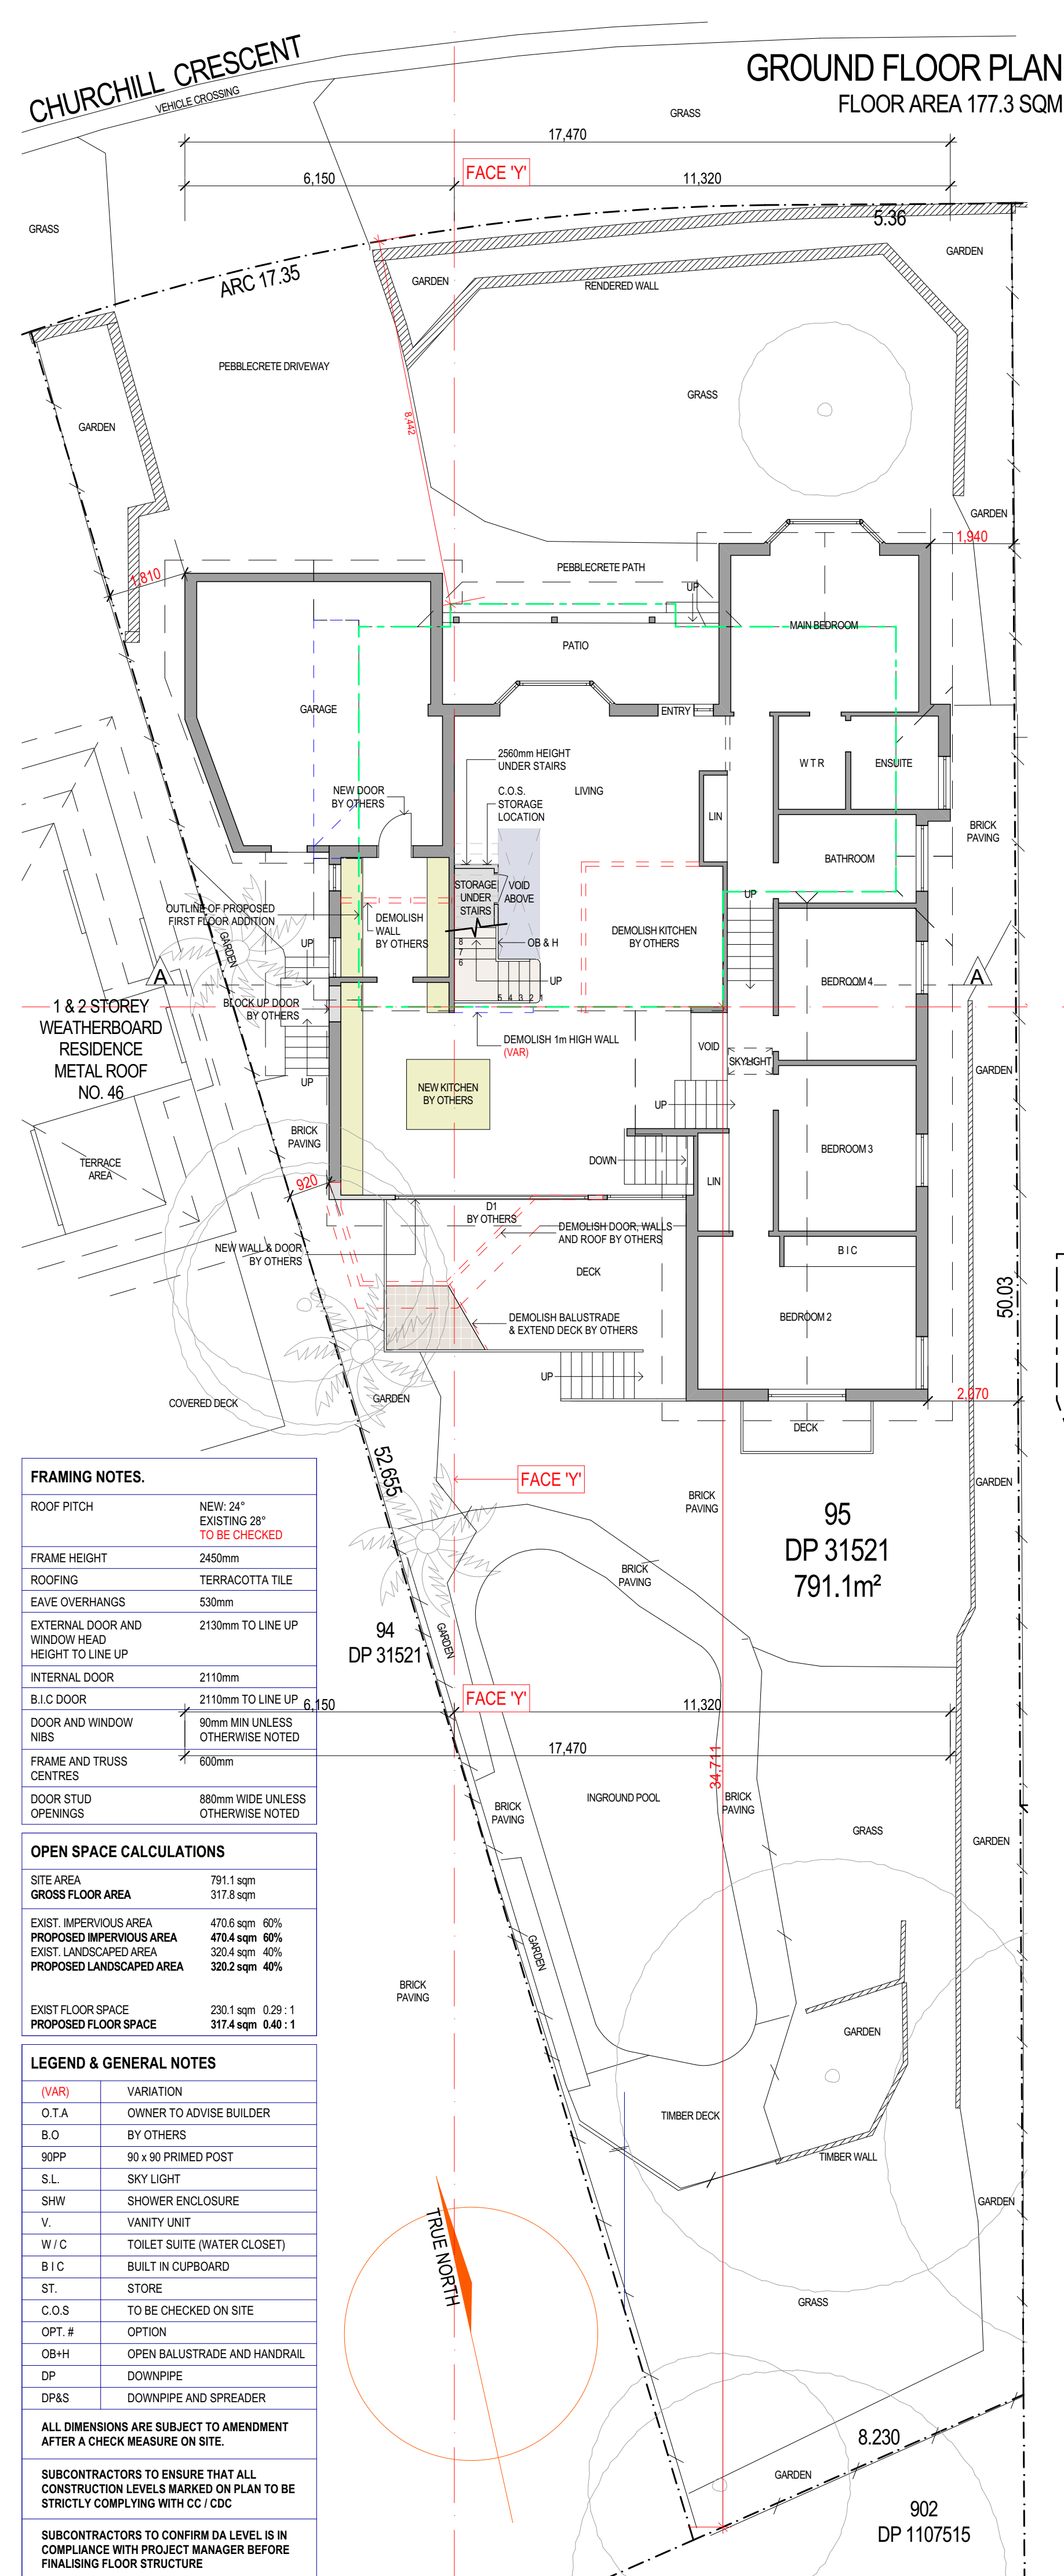 CHURCHILL CRESCENT
VEHICLE CROSSING
GROUND FLOOR PLAN
FLOOR AREA 177.3 SQM
GRASS
17,470
6,150
FACE 'Y'
11,320
GRASS
5.36
ARC 17.35
GARDEN
RENDERED WALL
GARDEN
PEBBLECRETE DRIVEWAY
GRASS
8,442
GARDEN
GARDEN
1,940
1,810
PEBBLECRETE PATH
UP
MAIN BEDROOM
PATIO
GARAGE
ENTRY
2560mm HEIGHT
UNDER STAIRS
C.O.S.
STORAGE
LOCATION
LIVING
W T R
ENSUITE
NEW DOOR
BY OTHERS
LIN
BRICK
PAVING
BATHROOM
STORAGE
UNDER
STAIRS
VOID
ABOVE
UP
OUTLINE OF PROPOSED
FIRST FLOOR ADDITION
DEMOLISH
WALL
BY OTHERS
DEMOLISH KITCHEN
BY OTHERS
GARDEN
UP
8
7
6
OB & H
UP
5 4 3 2 1
A
A
BEDROOM 4
1 & 2 STOREY
WEATHERBOARD
RESIDENCE
METAL ROOF
NO. 46
BLOCK UP DOOR
BY OTHERS
DEMOLISH 1m HIGH WALL
(VAR)
VOID
SKYLIGHT
GARDEN
UP
NEW KITCHEN
BY OTHERS
UP
BRICK
PAVING
BEDROOM 3
TERRACE
AREA
DOWN
920
LIN
D1
BY OTHERS
DEMOLISH DOOR, WALLS
AND ROOF BY OTHERS
NEW WALL & DOOR
BY OTHERS
B I C
DECK
50.03
DEMOLISH BALUSTRADE
& EXTEND DECK BY OTHERS
BEDROOM 2
UP
COVERED DECK
GARDEN
2,070
DECK
52.655
FACE 'Y'
GARDEN
BRICK
PAVING
95
DP 31521
791.1m²
BRICK
PAVING
94
DP 31521
GARDEN
FRAMING NOTES.
ROOF PITCH NEW: 24°
EXISTING 28°
TO BE CHECKED
FRAME HEIGHT 2450mm
ROOFING TERRACOTTA TILE
EAVE OVERHANGS 530mm
EXTERNAL DOOR AND 2130mm TO LINE UP
WINDOW HEAD
HEIGHT TO LINE UP
INTERNAL DOOR 2110mm
B.I.C DOOR 2110mm TO LINE UP
DOOR AND WINDOW 90mm MIN UNLESS
NIBS OTHERWISE NOTED
FRAME AND TRUSS 600mm
CENTRES
DOOR STUD 880mm WIDE UNLESS
OPENINGS OTHERWISE NOTED
6,150
FACE 'Y'
11,320
17,470
34,711
INGROUND POOL
BRICK
PAVING
BRICK
PAVING
GRASS
GARDEN
OPEN SPACE CALCULATIONS
SITE AREA 791.1 sqm
GROSS FLOOR AREA 317.8 sqm
EXIST. IMPERVIOUS AREA 470.6 sqm 60%
PROPOSED IMPERVIOUS AREA 470.4 sqm 60%
EXIST. LANDSCAPED AREA 320.4 sqm 40%
PROPOSED LANDSCAPED AREA 320.2 sqm 40%
EXIST FLOOR SPACE 230.1 sqm 0.29 : 1
PROPOSED FLOOR SPACE 317.4 sqm 0.40 : 1
GARDEN
BRICK
PAVING
GARDEN
TIMBER DECK
TIMBER WALL
GARDEN
GRASS
LEGEND & GENERAL NOTES
(VAR) VARIATION
O.T.A OWNER TO ADVISE BUILDER
B.O BY OTHERS
90PP 90 x 90 PRIMED POST
S.L. SKY LIGHT
SHW SHOWER ENCLOSURE
V. VANITY UNIT
W / C TOILET SUITE (WATER CLOSET)
B I C BUILT IN CUPBOARD
ST. STORE
C.O.S TO BE CHECKED ON SITE
OPT. # OPTION
OB+H OPEN BALUSTRADE AND HANDRAIL
DP DOWNPIPE
DP&S DOWNPIPE AND SPREADER
ALL DIMENSIONS ARE SUBJECT TO AMENDMENT
AFTER A CHECK MEASURE ON SITE.
SUBCONTRACTORS TO ENSURE THAT ALL
CONSTRUCTION LEVELS MARKED ON PLAN TO BE
STRICTLY COMPLYING WITH CC / CDC
SUBCONTRACTORS TO CONFIRM DA LEVEL IS IN
COMPLIANCE WITH PROJECT MANAGER BEFORE
FINALISING FLOOR STRUCTURE
TRUE NORTH
8.230
GARDEN
902
DP 1107515